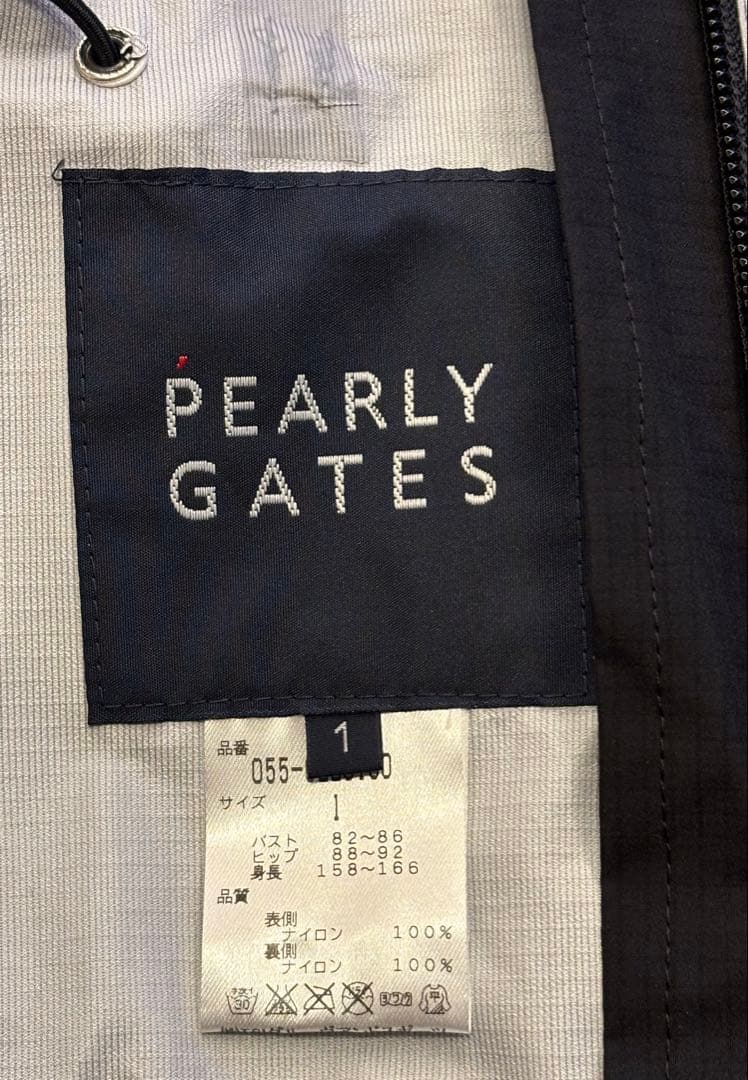 PEARLY
GATES
1
品番
055-
サイズ 1
バスト 82~86
ヒップ 88~92
身長 158~166
品質
表側
ナイロン 100%
裏側
ナイロン 100%
30 平